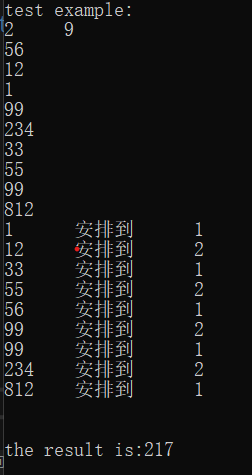 test example:
2 9
56
12
1
99
234
33
55
99
812
1 安排到 1
12 安排到 2
33 安排到 1
55 安排到 2
56 安排到 1
99 安排到 2
99 安排到 1
234 安排到 2
812 安排到 1
the result is:217